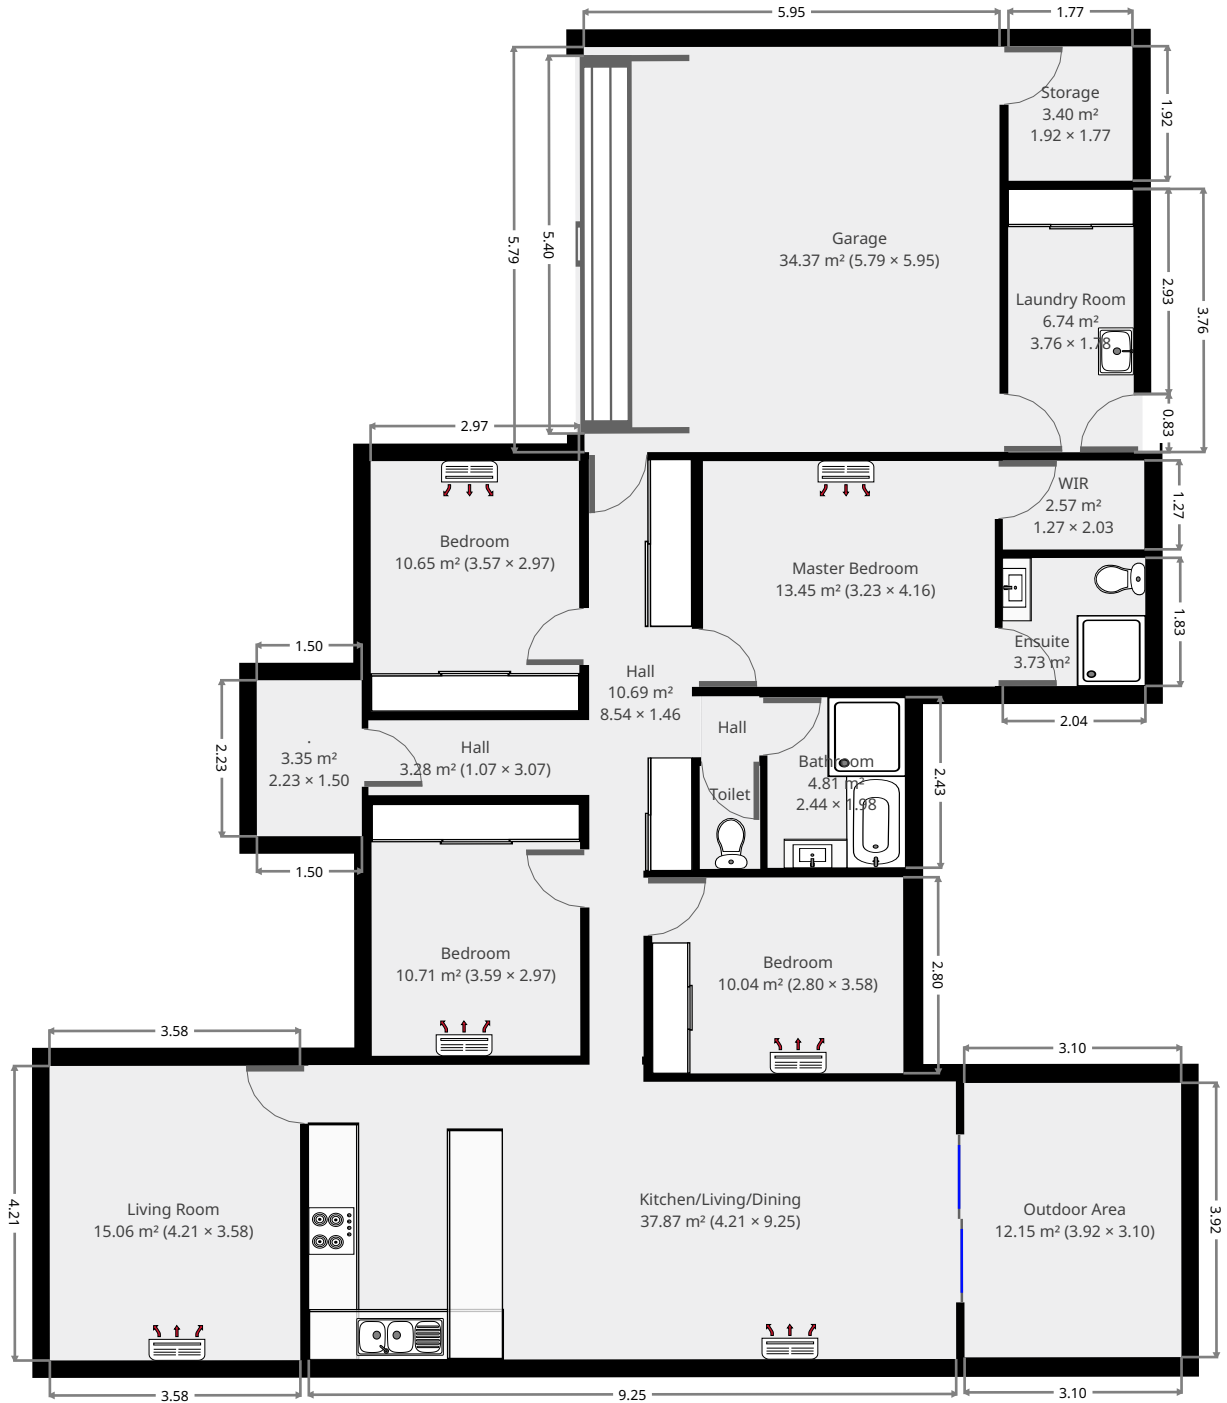 5.95
1.77
Storage
3.40 m²
1.92 × 1.77
1.92
5.79
5.40
Garage
34.37 m² (5.79 × 5.95)
Laundry Room
6.74 m²
3.76 × 1.78
2.93
3.76
0.83
2.97
WIR
2.57 m²
1.27 × 2.03
1.27
Bedroom
10.65 m² (3.57 × 2.97)
Master Bedroom
13.45 m² (3.23 × 4.16)
Ensuite
3.73 m²
1.83
2.04
1.50
Hall
10.69 m²
8.54 × 1.46
2.23
.
3.35 m²
2.23 × 1.50
Hall
3.28 m² (1.07 × 3.07)
Hall
Toilet
Bathroom
4.81 m²
2.44 × 1.98
2.43
1.50
Bedroom
10.71 m² (3.59 × 2.97)
Bedroom
10.04 m² (2.80 × 3.58)
2.80
3.58
3.10
4.21
Living Room
15.06 m² (4.21 × 3.58)
Kitchen/Living/Dining
37.87 m² (4.21 × 9.25)
Outdoor Area
12.15 m² (3.92 × 3.10)
3.92
3.58
9.25
3.10